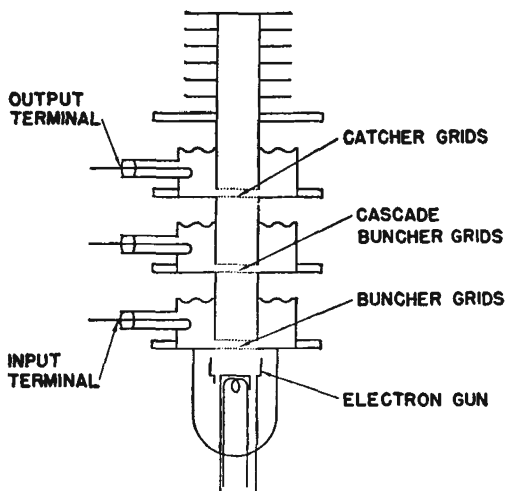 OUTPUT
TERMINAL
CATCHER GRIDS
CASCADE
BUNCHER GRIDS
BUNCHER GRIDS
INPUT
TERMINAL
ELECTRON GUN